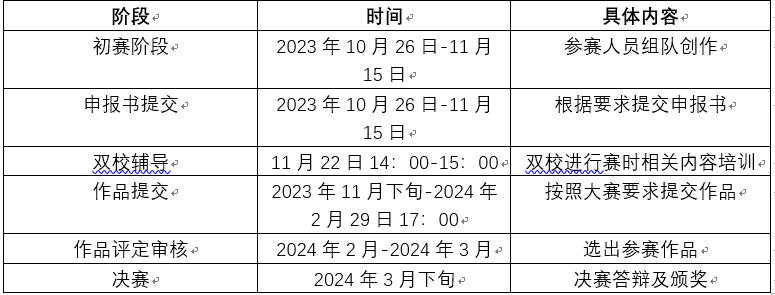 阶段 时间 具体内容
初赛阶段 2023 年 10 月 26 日-11 月 参赛人员组队创作
15 日
申报书提交 2023 年 10 月 26 日-11 月 根据要求提交申报书
15 日
双校辅导 11 月 22 日 14：00-15：00 双校进行赛时相关内容培训
作品提交 2023 年 11 月下旬-2024 年 按照大赛要求提交作品
2 月 29 日 17：00
作品评定审核 2024 年 2 月-2024 年 3 月 选出参赛作品
决赛 2024 年 3 月下旬 决赛答辩及颁奖